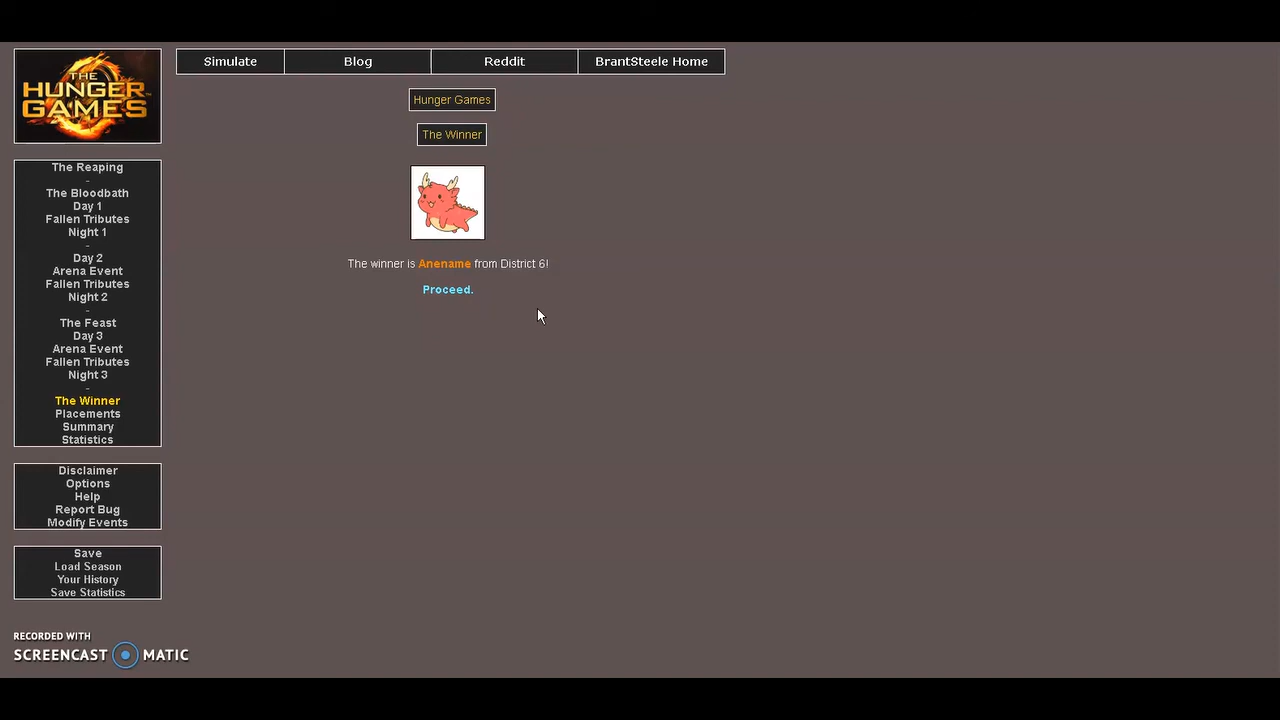 THE
HUNGER
GAMES
Simulate
Blog
Reddit
BrantSteele Home
Hunger Games
The Winner
The winner is Anename from District 6!
Proceed.
The Reaping
-
The Bloodbath
Day 1
Fallen Tributes
Night 1
-
Day 2
Arena Event
Fallen Tributes
Night 2
-
The Feast
Day 3
Arena Event
Fallen Tributes
Night 3
-
The Winner
Placements
Summary
Statistics
Disclaimer
Options
Help
Report Bug
Modify Events
Save
Load Season
Your History
Save Statistics
RECORDED WITH
SCREENCAST MATIC